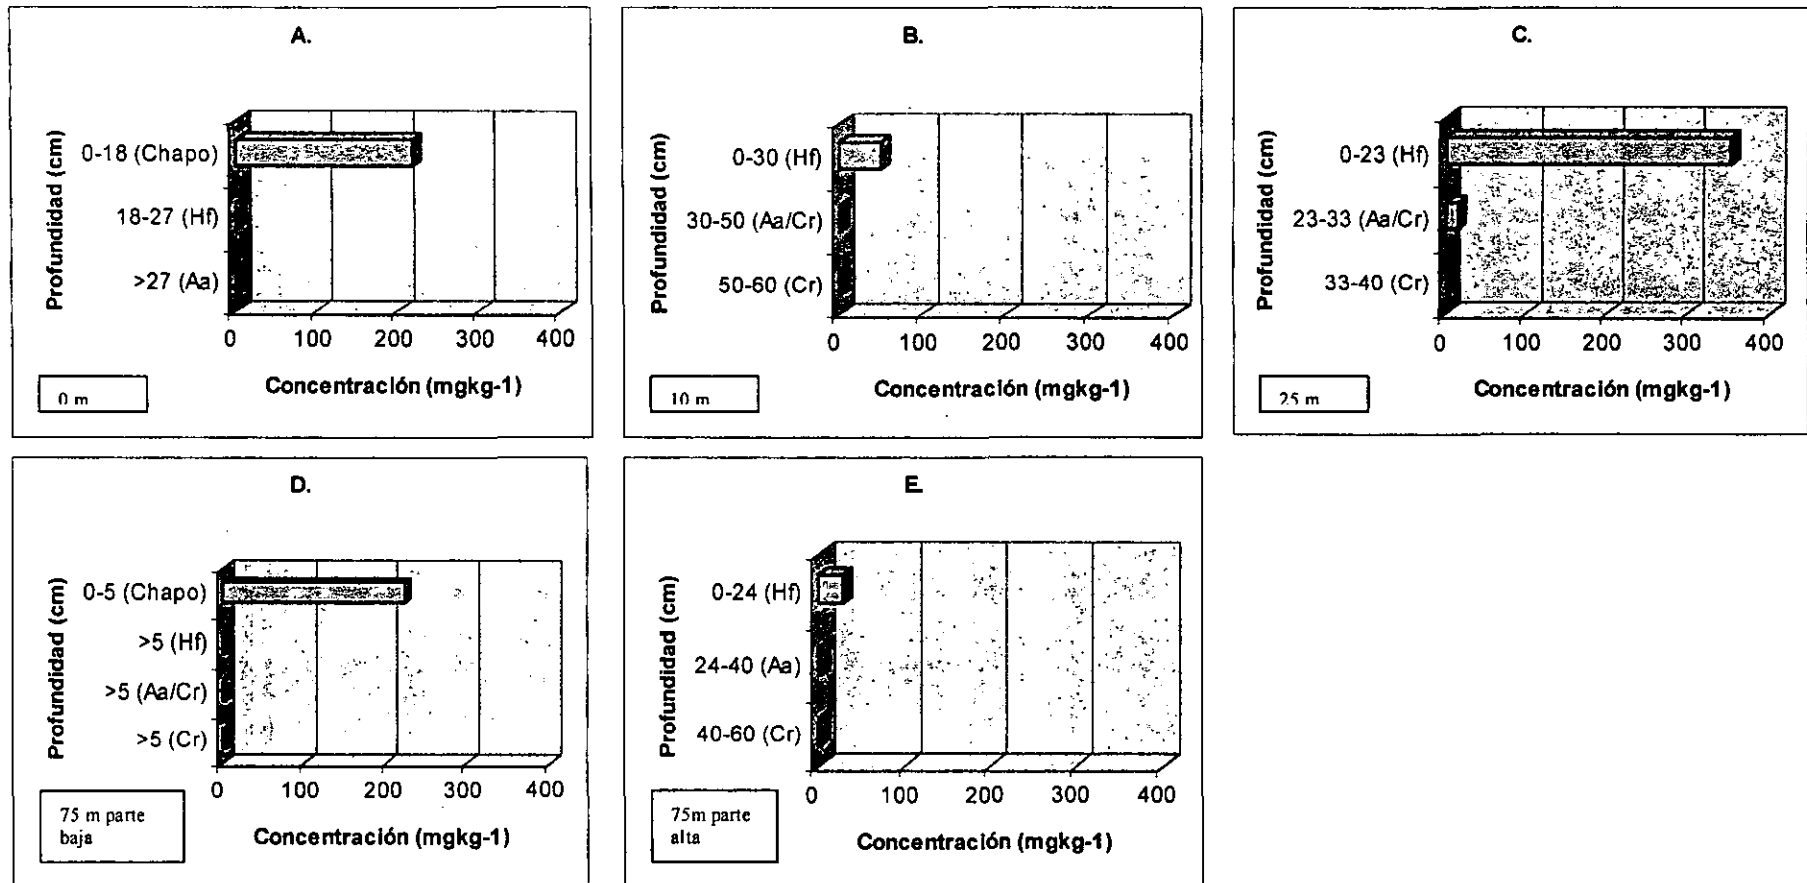 A.
Profundidad (cm)
0-18 (Chapo)
18-27 (Hf)
>27 (Aa)
0 100 200 300 400
Concentración (mgkg-1)
0 m
B.
Profundidad (cm)
0-30 (Hf)
30-50 (Aa/Cr)
50-60 (Cr)
0 100 200 300 400
Concentración (mgkg-1)
10 m
C.
Profundidad (cm)
0-23 (Hf)
23-33 (Aa/Cr)
33-40 (Cr)
0 100 200 300 400
Concentración (mgkg-1)
25 m
D.
Profundidad (cm)
0-5 (Chapo)
>5 (Hf)
>5 (Aa/Cr)
>5 (Cr)
0 100 200 300 400
Concentración (mgkg-1)
75 m parte
baja
E.
Profundidad (cm)
0-24 (Hf)
24-40 (Aa)
40-60 (Cr)
0 100 200 300 400
Concentración (mgkg-1)
75m parte
alta